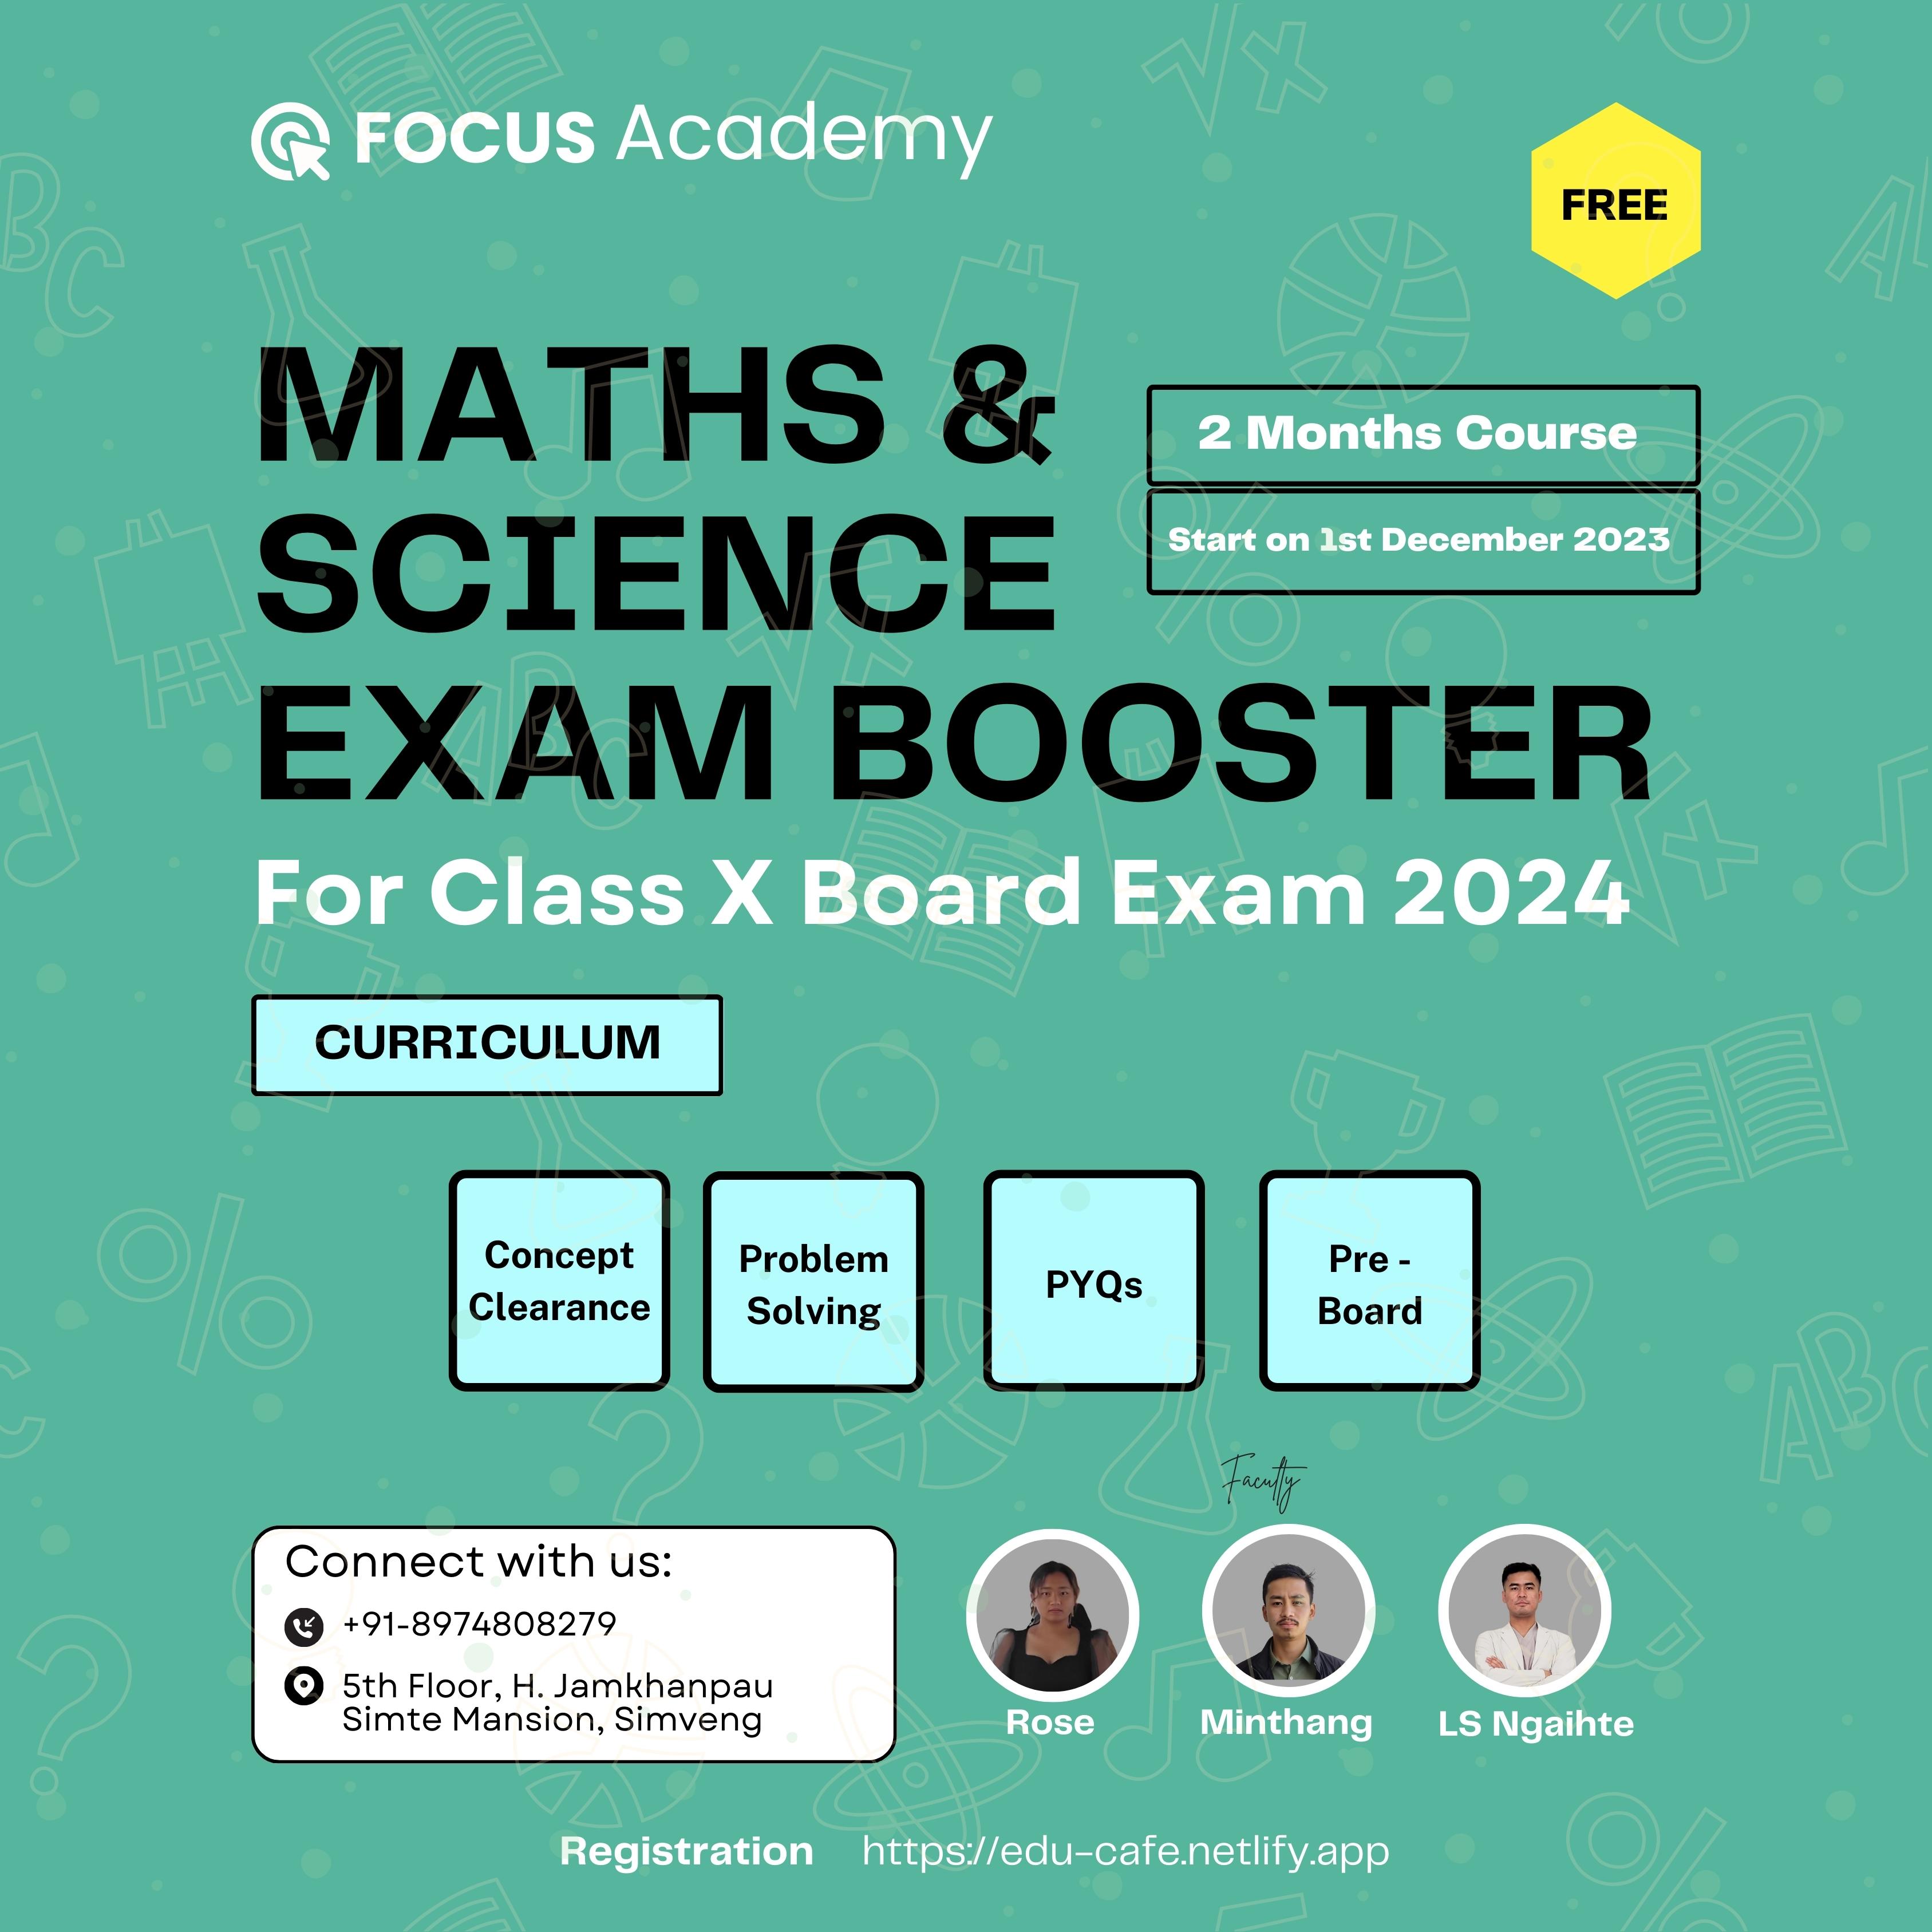 FOCUS Academy
FREE
MATHS &
SCIENCE
EXAM BOOSTER
2 Months Course
Start on 1st December 2023
For Class X Board Exam 2024
CURRICULUM
Concept
Clearance
Problem
Solving
PYQs
Pre -
Board
Faculty
Connect with us:
+91-8974808279
5th Floor, H. Jamkhanpau
Simte Mansion, Simveng
Rose
Minthang
LS Ngaihte
Registration https://edu-cafe.netlify.app